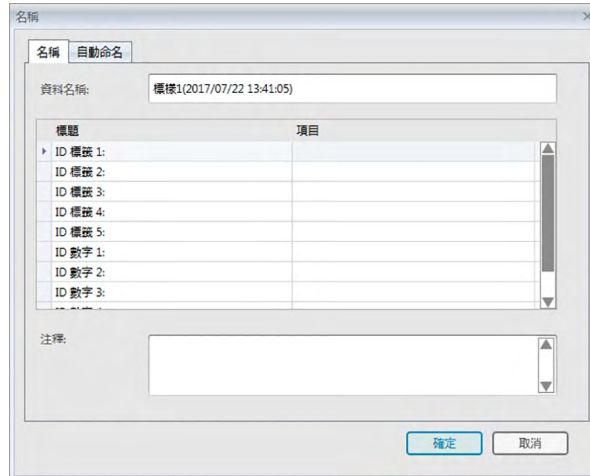 名稱
名稱 自動命名
資料名稱: 標樣1(2017/07/22 13:41:05)
標題 項目
ID 標籤 1:
ID 標籤 2:
ID 標籤 3:
ID 標籤 4:
ID 標籤 5:
ID 數字 1:
ID 數字 2:
ID 數字 3:
注釋:
確定 取消